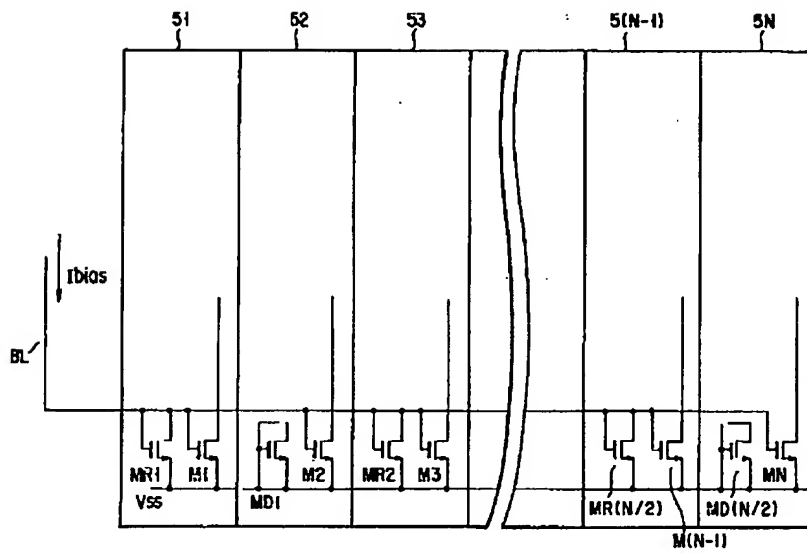 51 52 53 5(N-1) 5N
Ibias
BL
MR1 M1 M2 MR2 M3 MN
VSS MD1 MR(N/2) MD(N/2)
M(N-1)